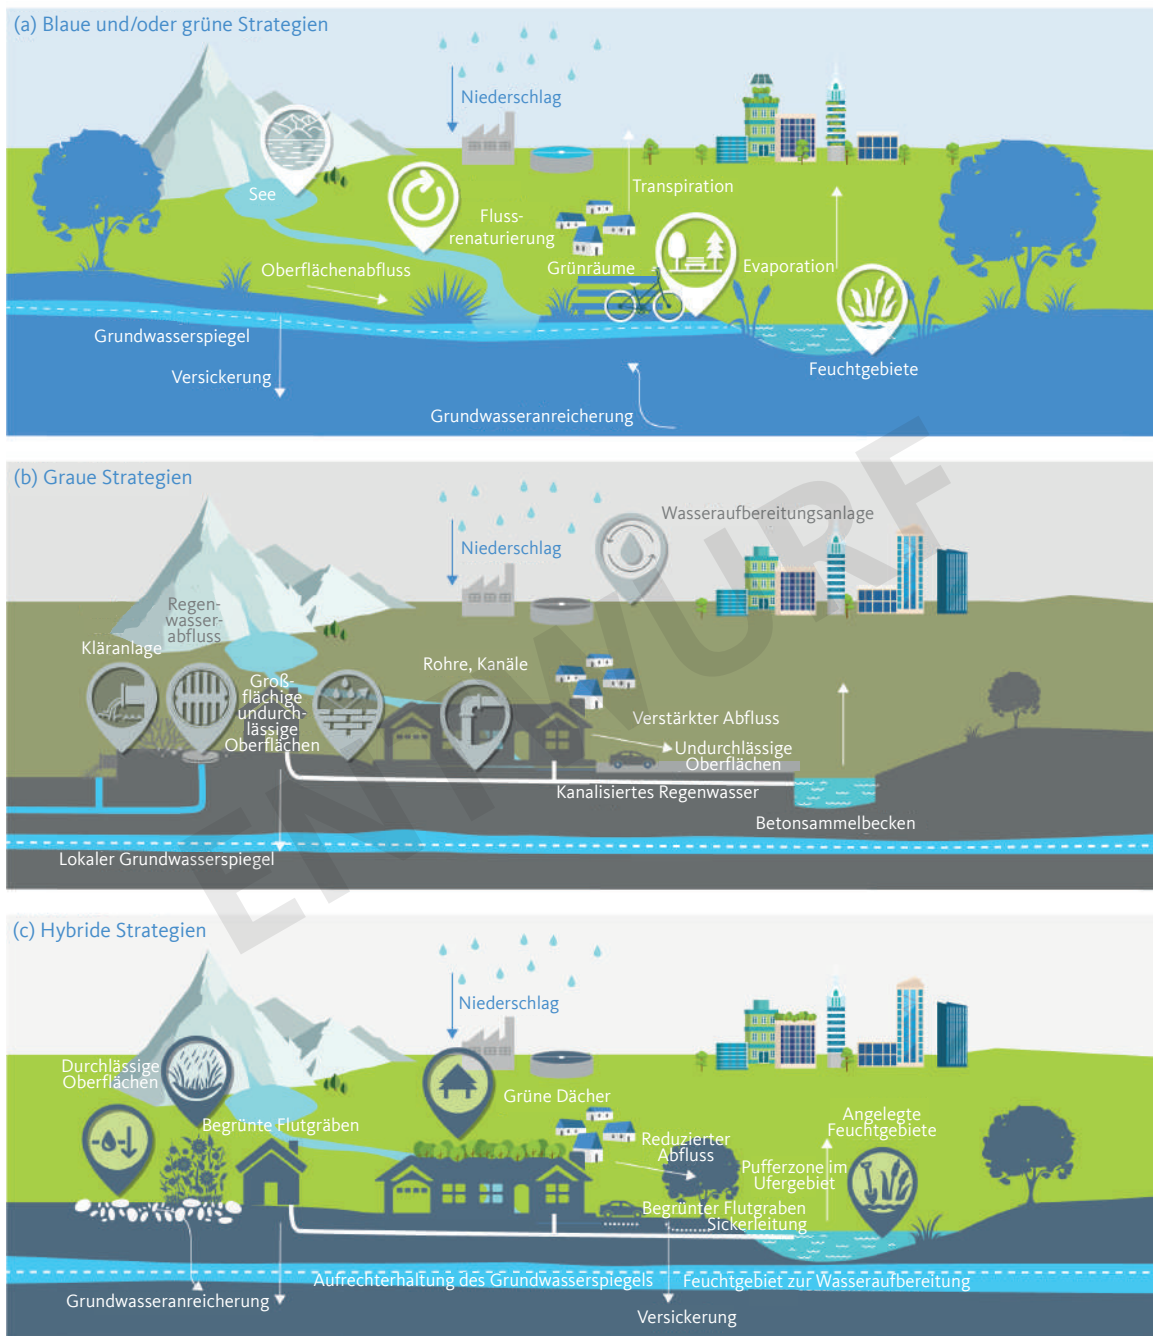 (a) Blaue und/oder grüne Strategien
Niederschlag
See
Transpiration
Fluss-
renaturierung
Oberflächenabfluss
Grünräume
Evaporation
Grundwasserspiegel
Versickerung
Feuchtgebiete
Grundwasseranreicherung
(b) Graue Strategien
Wasseraufbereitungsanlage
Niederschlag
Regen-
wasser-
abfluss
Kläranlage
Groß-
flächige
undurch-
lässige
Oberflächen
Rohre, Kanäle
Verstärkter Abfluss
Undurchlässige
Oberflächen
Kanalisiertes Regenwasser
Betonsammelbecken
Lokaler Grundwasserspiegel
ENTWURF
(c) Hybride Strategien
Niederschlag
Durchlässige
Oberflächen
Grüne Dächer
Begrünte Flutgräben
Angelegte
Feuchtgebiete
Reduzierter
Abfluss
Pufferzone im
Ufergebiet
Begrünter Flutgraben
Sickerleitung
Aufrechterhaltung des Grundwasserspiegels
Feuchtgebiet zur Wasseraufbereitung
Grundwasseranreicherung
Versickerung